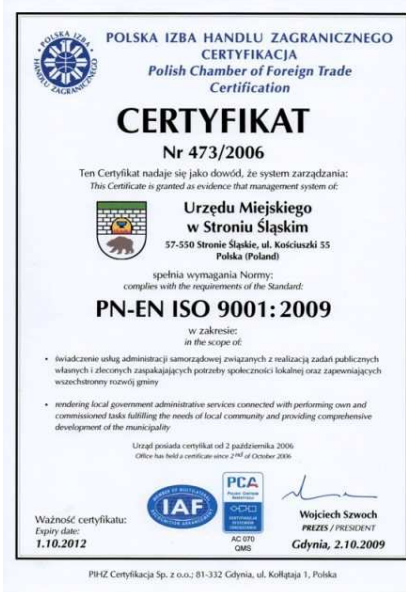 POLSKA IZBA
HANDLU ZAGRANICZNEGO
POLSKA IZBA HANDLU ZAGRANICZNEGO
CERTYFIKACJA
Polish Chamber of Foreign Trade
Certification
CERTYFIKAT
Nr 473/2006
Ten Certyfikat nadaje się jako dowód, że system zarządzania:
This Certificate is granted as evidence that management system of:
Urzędu Miejskiego
w Stroniu Śląskim
57-550 Stronie Śląskie, ul. Kościuszki 55
Polska (Poland)
spełnia wymagania Normy:
complies with the requirements of the Standard:
PN-EN ISO 9001:2009
w zakresie:
in the scope of:
• świadczenie usług administracji samorządowej związanych z realizacją zadań publicznych
własnych i zleconych zaspakajających potrzeby społeczności lokalnej oraz zapewniających
wszechstronny rozwój gminy
• rendering local government administrative services connected with performing own and
commissioned tasks fulfilling the needs of local community and providing comprehensive
development of the municipality
Urząd posiada certyfikat od 2 października 2006
Office has held a certificate since 2nd of October 2006
Ważność certyfikatu:
Expiry date:
1.10.2012
IAF
PCA
AC 070
QMS
Wojciech Szwoch
PREZES / PRESIDENT
Gdynia, 2.10.2009
PIHZ Certyfikacja Sp. z o.o.; 81-332 Gdynia, ul. Kołłątaja 1, Polska